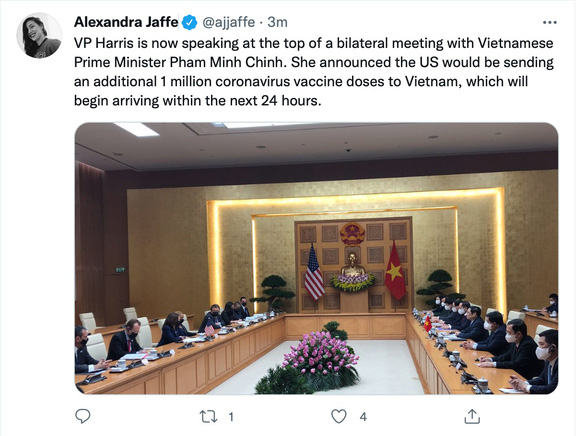 Alexandra Jaffe @ajjaffe · 3m
VP Harris is now speaking at the top of a bilateral meeting with Vietnamese
Prime Minister Pham Minh Chinh. She announced the US would be sending
an additional 1 million coronavirus vaccine doses to Vietnam, which will
begin arriving within the next 24 hours.
1 4